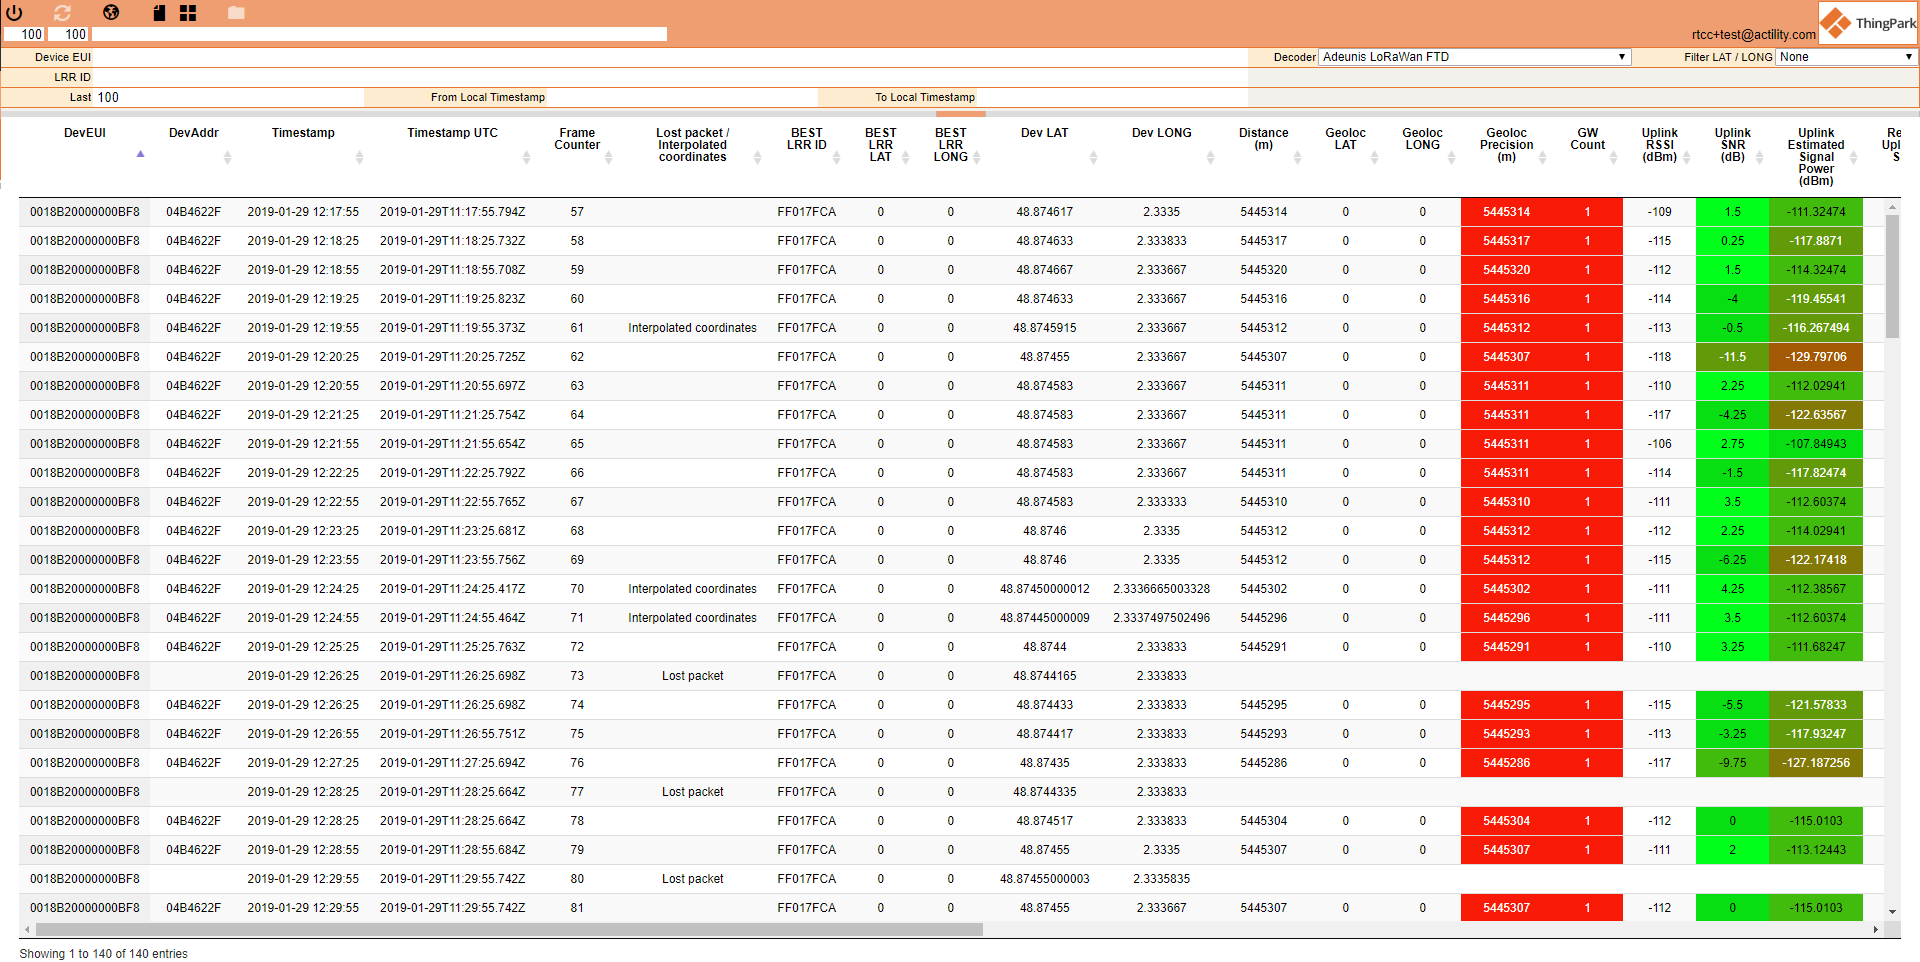 100 100
rtcc+test@actility.com ThingPark
Device EUI Decoder Adeunis LoRaWan FTD Filter LAT / LONG None
LRR ID
Last 100 From Local Timestamp To Local Timestamp
DevEUI DevAddr Timestamp Timestamp UTC Frame Counter Lost packet / Interpolated coordinates BEST LRR ID BEST LRR LAT BEST LRR LONG Dev LAT Dev LONG Distance (m) Geoloc LAT Geoloc LONG Geoloc Precision (m) GW Count Uplink RSSI (dBm) Uplink SNR (dB) Uplink Estimated Signal Power (dBm) Re Upl S
0018B20000000BF8 04B4622F 2019-01-29 12:17:55 2019-01-29T11:17:55.794Z 57 FF017FCA 0 0 48.874617 2.3335 5445314 0 0 5445314 1 -109 1.5 -111.32474
0018B20000000BF8 04B4622F 2019-01-29 12:18:25 2019-01-29T11:18:25.732Z 58 FF017FCA 0 0 48.874633 2.333833 5445317 0 0 5445317 1 -115 0.25 -117.8871
0018B20000000BF8 04B4622F 2019-01-29 12:18:55 2019-01-29T11:18:55.708Z 59 FF017FCA 0 0 48.874667 2.333667 5445320 0 0 5445320 1 -112 1.5 -114.32474
0018B20000000BF8 04B4622F 2019-01-29 12:19:25 2019-01-29T11:19:25.823Z 60 FF017FCA 0 0 48.874633 2.333667 5445316 0 0 5445316 1 -114 -4 -119.45541
0018B20000000BF8 04B4622F 2019-01-29 12:19:55 2019-01-29T11:19:55.373Z 61 Interpolated coordinates FF017FCA 0 0 48.8745915 2.333667 5445312 0 0 5445312 1 -113 -0.5 -116.267494
0018B20000000BF8 04B4622F 2019-01-29 12:20:25 2019-01-29T11:20:25.725Z 62 FF017FCA 0 0 48.87455 2.333667 5445307 0 0 5445307 1 -118 -11.5 -129.79706
0018B20000000BF8 04B4622F 2019-01-29 12:20:55 2019-01-29T11:20:55.697Z 63 FF017FCA 0 0 48.874583 2.333667 5445311 0 0 5445311 1 -110 2.25 -112.02941
0018B20000000BF8 04B4622F 2019-01-29 12:21:25 2019-01-29T11:21:25.754Z 64 FF017FCA 0 0 48.874583 2.333667 5445311 0 0 5445311 1 -117 -4.25 -122.63567
0018B20000000BF8 04B4622F 2019-01-29 12:21:55 2019-01-29T11:21:55.654Z 65 FF017FCA 0 0 48.874583 2.333667 5445311 0 0 5445311 1 -106 2.75 -107.84943
0018B20000000BF8 04B4622F 2019-01-29 12:22:25 2019-01-29T11:22:25.792Z 66 FF017FCA 0 0 48.874583 2.333667 5445311 0 0 5445311 1 -114 -1.5 -117.82474
0018B20000000BF8 04B4622F 2019-01-29 12:22:55 2019-01-29T11:22:55.765Z 67 FF017FCA 0 0 48.874583 2.333333 5445310 0 0 5445310 1 -111 3.5 -112.60374
0018B20000000BF8 04B4622F 2019-01-29 12:23:25 2019-01-29T11:23:25.681Z 68 FF017FCA 0 0 48.8746 2.3335 5445312 0 0 5445312 1 -112 2.25 -114.02941
0018B20000000BF8 04B4622F 2019-01-29 12:23:55 2019-01-29T11:23:55.756Z 69 FF017FCA 0 0 48.8746 2.3335 5445312 0 0 5445312 1 -115 -6.25 -122.17418
0018B20000000BF8 04B4622F 2019-01-29 12:24:25 2019-01-29T11:24:25.417Z 70 Interpolated coordinates FF017FCA 0 0 48.87450000012 2.3336665003328 5445302 0 0 5445302 1 -111 4.25 -112.38567
0018B20000000BF8 04B4622F 2019-01-29 12:24:55 2019-01-29T11:24:55.464Z 71 Interpolated coordinates FF017FCA 0 0 48.87445000009 2.3337497502496 5445296 0 0 5445296 1 -111 3.5 -112.60374
0018B20000000BF8 04B4622F 2019-01-29 12:25:25 2019-01-29T11:25:25.763Z 72 FF017FCA 0 0 48.8744 2.333833 5445291 0 0 5445291 1 -110 3.25 -111.68247
0018B20000000BF8 2019-01-29 12:26:25 2019-01-29T11:26:25.698Z 73 Lost packet FF017FCA 0 0 48.8744165 2.333833
0018B20000000BF8 04B4622F 2019-01-29 12:26:25 2019-01-29T11:26:25.698Z 74 FF017FCA 0 0 48.874433 2.333833 5445295 0 0 5445295 1 -115 -5.5 -121.57833
0018B20000000BF8 04B4622F 2019-01-29 12:26:55 2019-01-29T11:26:55.751Z 75 FF017FCA 0 0 48.874417 2.333833 5445293 0 0 5445293 1 -113 -3.25 -117.93247
0018B20000000BF8 04B4622F 2019-01-29 12:27:25 2019-01-29T11:27:25.694Z 76 FF017FCA 0 0 48.87435 2.333833 5445286 0 0 5445286 1 -117 -9.75 -127.187256
0018B20000000BF8 2019-01-29 12:28:25 2019-01-29T11:28:25.664Z 77 Lost packet FF017FCA 0 0 48.8744335 2.333833
0018B20000000BF8 04B4622F 2019-01-29 12:28:25 2019-01-29T11:28:25.664Z 78 FF017FCA 0 0 48.874517 2.333833 5445304 0 0 5445304 1 -112 0 -115.0103
0018B20000000BF8 04B4622F 2019-01-29 12:28:55 2019-01-29T11:28:55.684Z 79 FF017FCA 0 0 48.87455 2.3335 5445307 0 0 5445307 1 -111 2 -113.12443
0018B20000000BF8 2019-01-29 12:29:55 2019-01-29T11:29:55.742Z 80 Lost packet FF017FCA 0 0 48.87455000003 2.3335835
0018B20000000BF8 04B4622F 2019-01-29 12:29:55 2019-01-29T11:29:55.742Z 81 FF017FCA 0 0 48.87455 2.333667 5445307 0 0 5445307 1 -112 0 -115.0103
Showing 1 to 140 of 140 entries